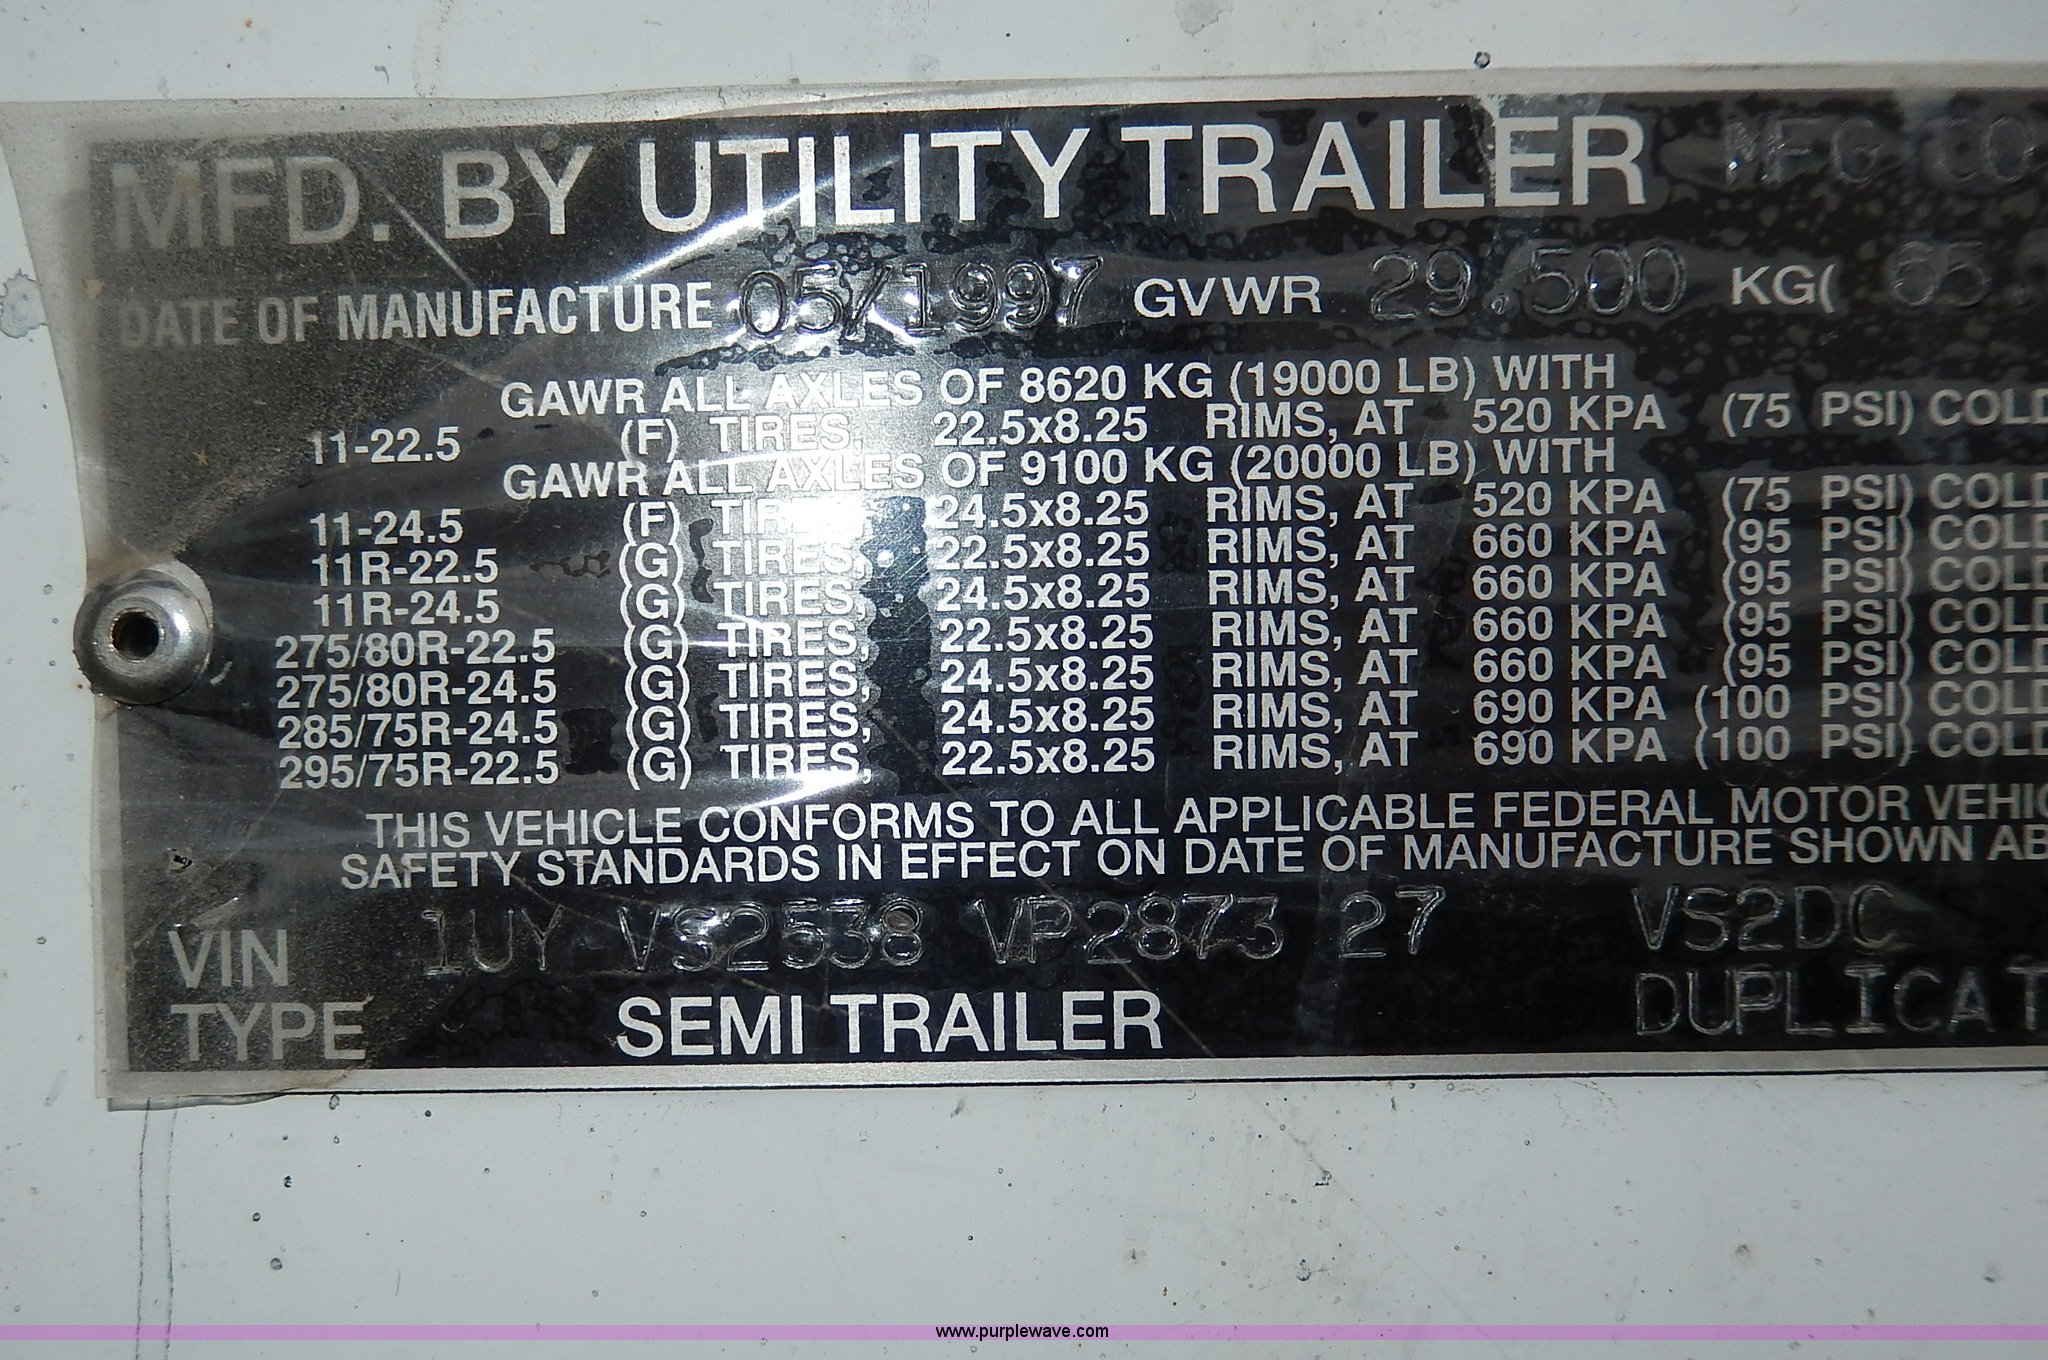 MFD. BY UTILITY TRAILER MFG CO
DATE OF MANUFACTURE 05/1997 GVWR 29.500 KG( 65.
GAWR ALL AXLES OF 8620 KG (19000 LB) WITH
11-22.5 (F) TIRES, 22.5x8.25 RIMS, AT 520 KPA (75 PSI) COLD
GAWR ALL AXLES OF 9100 KG (20000 LB) WITH
11-24.5 (F) TIRES, 24.5x8.25 RIMS, AT 520 KPA (75 PSI) COLD
11R-22.5 (G) TIRES, 22.5x8.25 RIMS, AT 660 KPA (95 PSI) COLD
11R-24.5 (G) TIRES, 24.5x8.25 RIMS, AT 660 KPA (95 PSI) COLD
275/80R-22.5 (G) TIRES, 22.5x8.25 RIMS, AT 660 KPA (95 PSI) COLD
275/80R-24.5 (G) TIRES, 24.5x8.25 RIMS, AT 660 KPA (95 PSI) COLD
285/75R-24.5 (G) TIRES, 24.5x8.25 RIMS, AT 690 KPA (100 PSI) COLD
295/75R-22.5 (G) TIRES, 22.5x8.25 RIMS, AT 690 KPA (100 PSI) COLD
THIS VEHICLE CONFORMS TO ALL APPLICABLE FEDERAL MOTOR VEHIC
SAFETY STANDARDS IN EFFECT ON DATE OF MANUFACTURE SHOWN AB
VIN 1UY VS2538 VP2873 27 VS2DC
DUPLICAT
TYPE SEMI TRAILER
www.purplewave.com